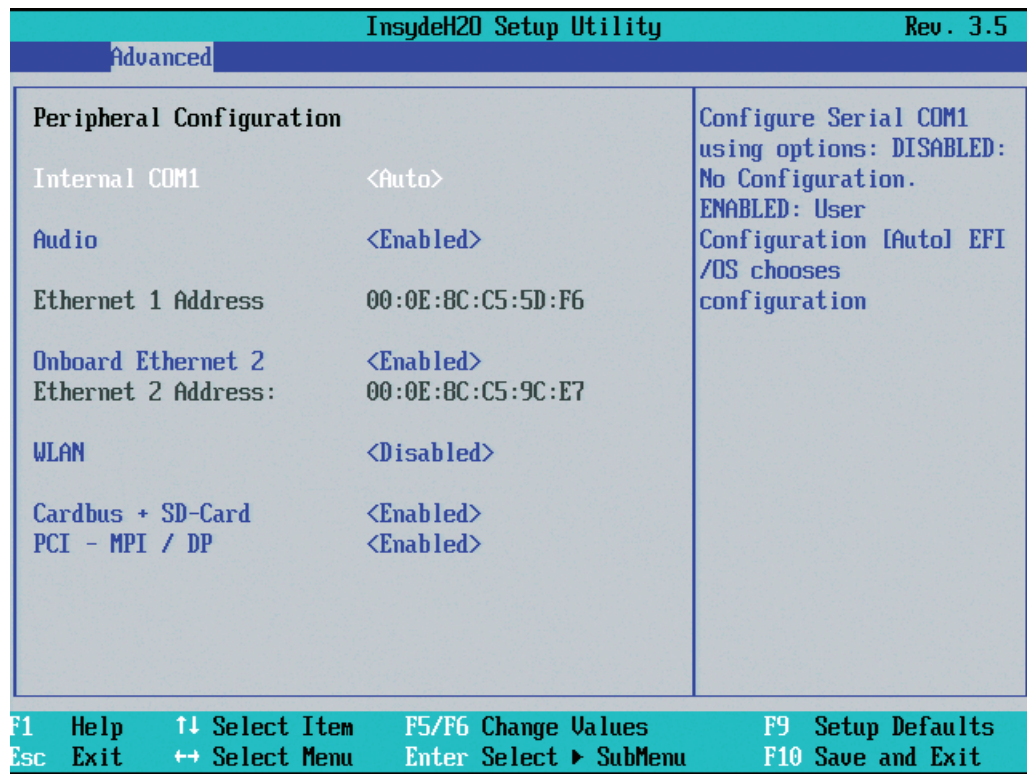 InsydeH2O Setup Utility Rev. 3.5
Advanced
Peripheral Configuration
Internal COM1 <Auto>
Audio <Enabled>
Ethernet 1 Address 00:0E:8C:C5:5D:F6
Onboard Ethernet 2 <Enabled>
Ethernet 2 Address: 00:0E:8C:C5:9C:E7
WLAN <Disabled>
Cardbus + SD-Card <Enabled>
PCI - MPI / DP <Enabled>
Configure Serial COM1
using options: DISABLED:
No Configuration.
ENABLED: User
Configuration [Auto] EFI
/OS chooses
configuration
F1 Help ↑↓ Select Item F5/F6 Change Values F9 Setup Defaults
Esc Exit ↔ Select Menu Enter Select ▶ SubMenu F10 Save and Exit